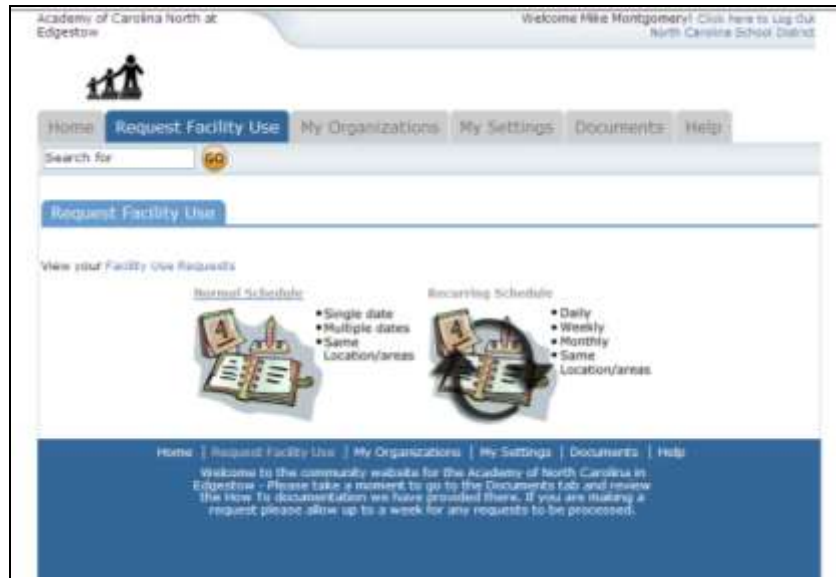 Academy of Carolina North at
Edgestow
Welcome Mike Montgomery! Click here to Log Out
North Carolina School District
Home
Request Facility Use
My Organizations
My Settings
Documents
Help
Search for
GO
Request Facility Use
View your Facility Use Requests
Normal Schedule
4
• Single date
• Multiple dates
• Same
Location/areas
Recurring Schedule
4
• Daily
• Weekly
• Monthly
• Same
Location/areas
Home | Request Facility Use | My Organizations | My Settings | Documents | Help
Welcome to the community website for the Academy of North Carolina in
Edgestow - Please take a moment to go to the Documents tab and review
the How To documentation we have provided there. If you are making a
request please allow up to a week for any requests to be processed.